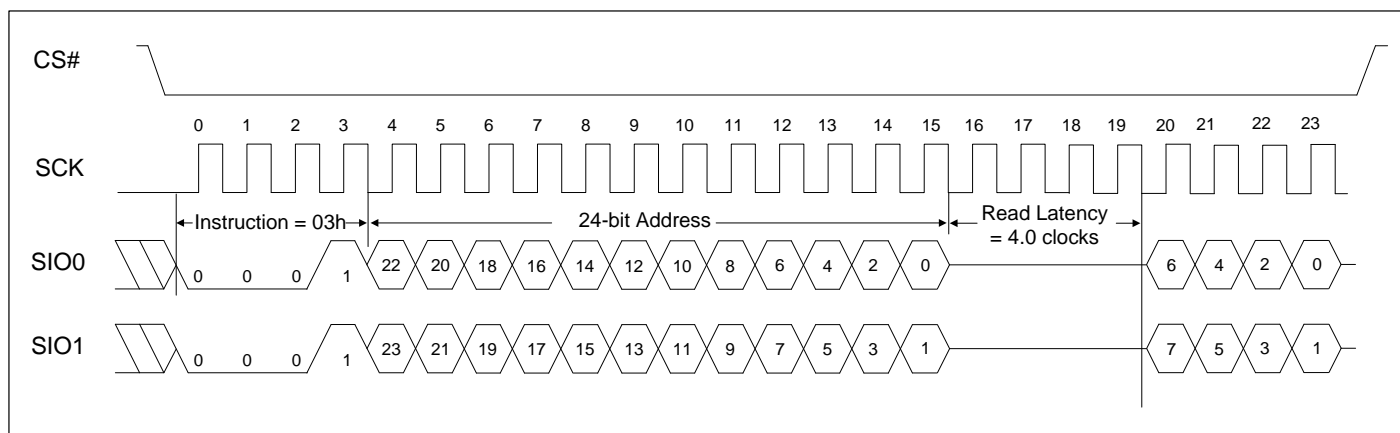 CS#
0 1 2 3 4 5 6 7 8 9 10 11 12 13 14 15 16 17 18 19 20 21 22 23
SCK
Instruction = 03h
24-bit Address
Read Latency
= 4.0 clocks
SIO0
0 0 0 1 22 20 18 16 14 12 10 8 6 4 2 0 6 4 2 0
SIO1
0 0 0 1 23 21 19 17 15 13 11 9 7 5 3 1 7 5 3 1